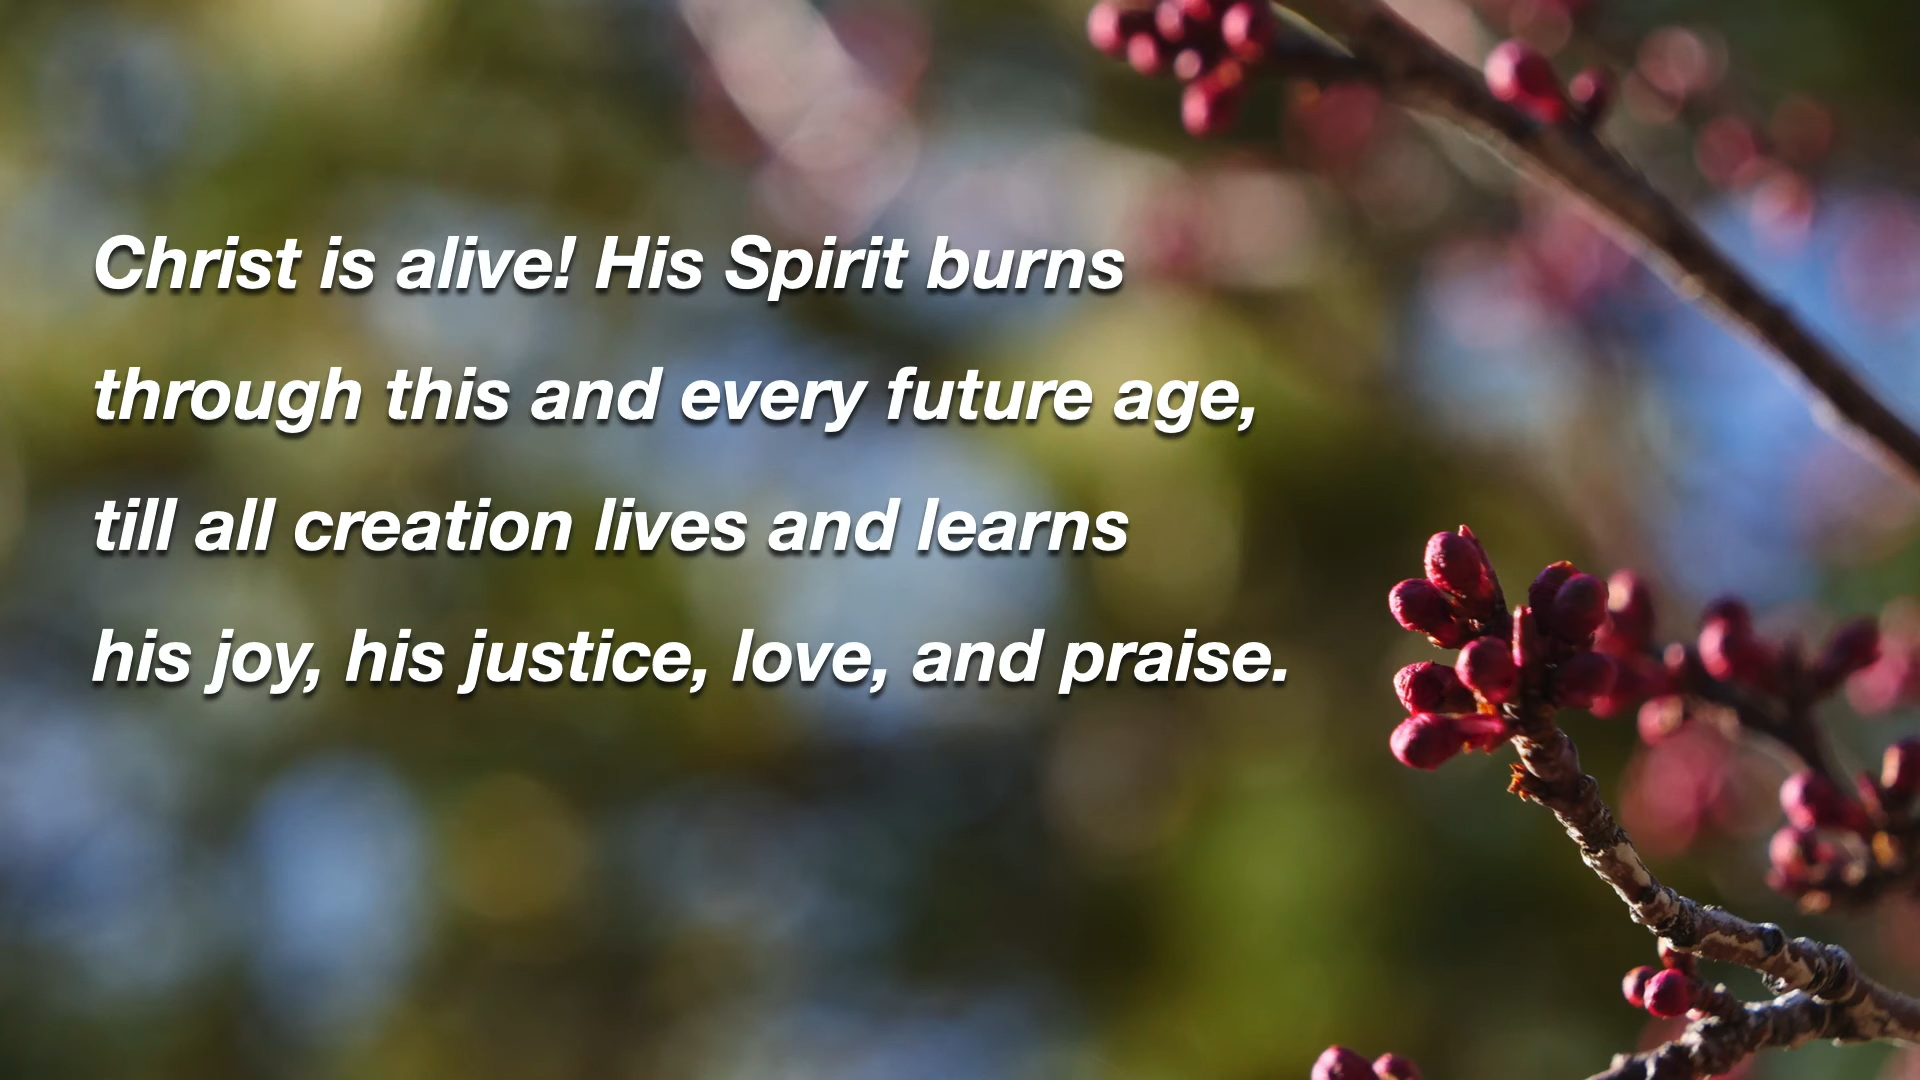 Christ is alive! His Spirit burns
through this and every future age,
till all creation lives and learns
his joy, his justice, love, and praise.